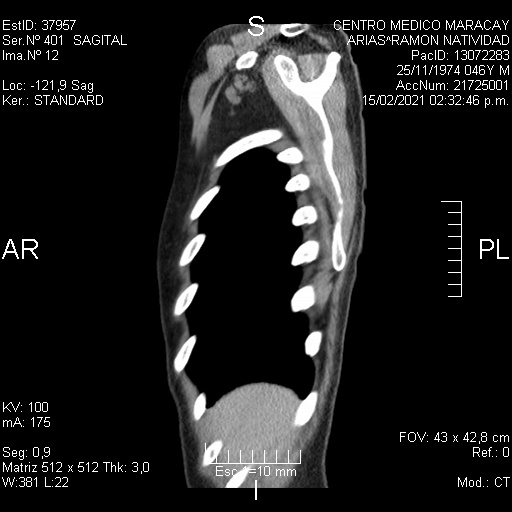 EstID: 37957
Ser.Nº 401 SAGITAL
Ima.Nº 12
Loc: -121,9 Sag
Ker.: STANDARD
S
CENTRO MEDICO MARACAY
ARIAS^RAMON NATIVIDAD
PacID: 13072283
25/11/1974 046Y M
AccNum: 21725001
15/02/2021 02:32:46 p.m.
AR
PL
KV: 100
mA: 175
Seg: 0,9
Matriz 512 x 512 Thk: 3,0
W:381 L:22
Esc 1=10 mm
I
FOV: 43 x 42,8 cm
Ref.: 0
Mod.: CT